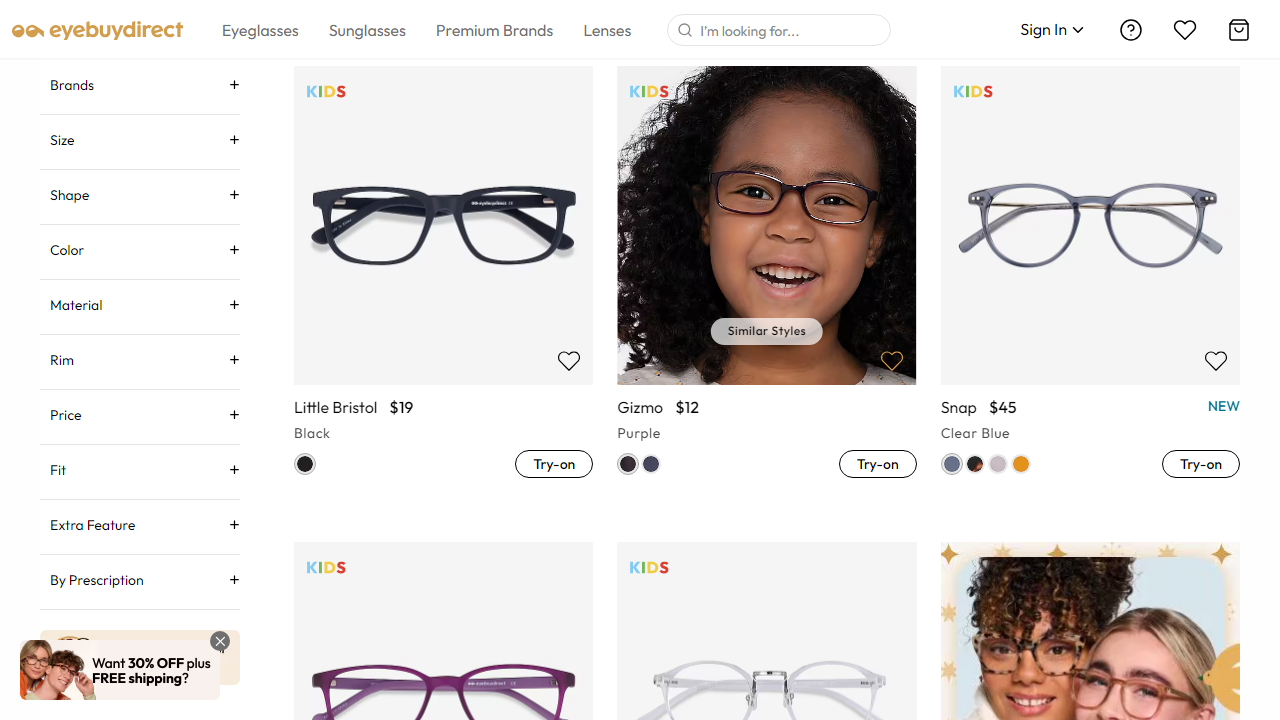 eyebuydirect
Eyeglasses
Sunglasses
Premium Brands
Lenses
I'm looking for...
Sign In
Brands +
Size +
Shape +
Color +
Material +
Rim +
Price +
Fit +
Extra Feature +
By Prescription +
Want 30% OFF plus
FREE shipping?
KIDS
eyebuydirect
Little Bristol $19
Black
Try-on
KIDS
Similar Styles
Gizmo $12
Purple
Try-on
KIDS
Snap $45
NEW
Clear Blue
Try-on
KIDS
eyebuydirect
KIDS